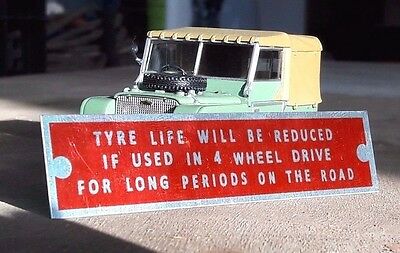 TYRE LIFE WILL BE REDUCED
IF USED IN 4 WHEEL DRIVE
FOR LONG PERIODS ON THE ROAD